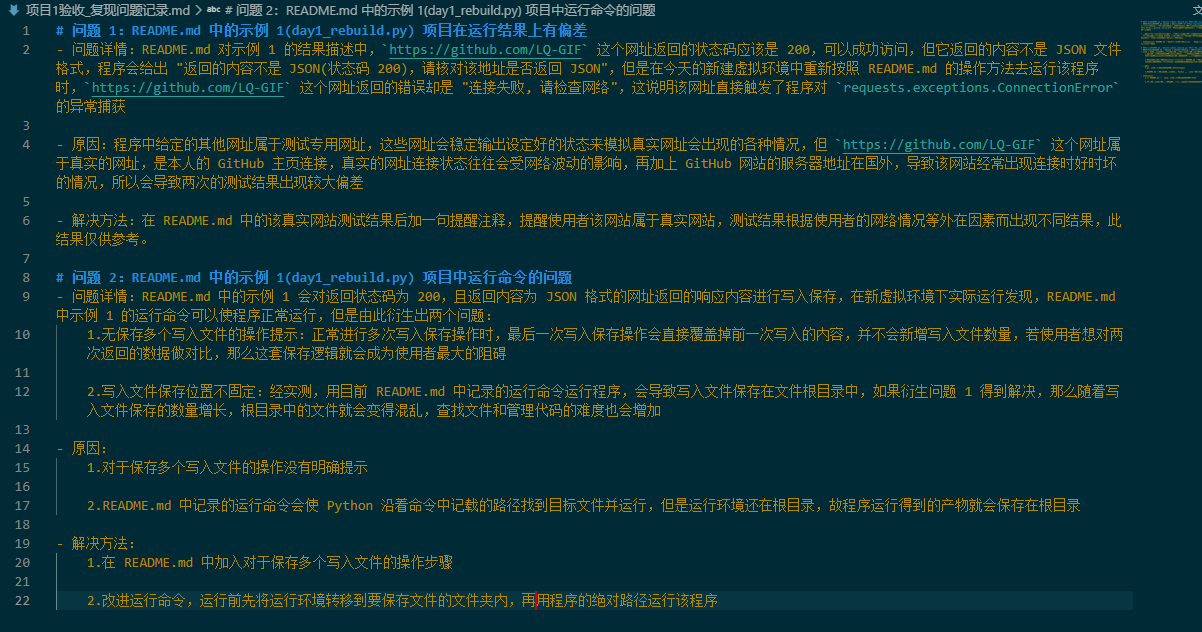 项目1验收_复现问题记录.md > abc # 问题 2：README.md 中的示例 1(day1_rebuild.py) 项目中运行命令的问题
1 # 问题 1：README.md 中的示例 1(day1_rebuild.py) 项目在运行结果上有偏差
2 - 问题详情：README.md 对示例 1 的结果描述中，`https://github.com/LQ-GIF` 这个网址返回的状态码应该是 200，可以成功访问，但它返回的内容不是 JSON 文件
格式，程序会给出 "返回的内容不是 JSON(状态码 200)，请核对该地址是否返回 JSON"，但是在今天的新建虚拟环境中重新按照 README.md 的操作方法去运行该程序
时，`https://github.com/LQ-GIF` 这个网址返回的错误却是 "连接失败，请检查网络"，这说明该网址直接触发了程序对 `requests.exceptions.ConnectionError`
的异常捕获
3
4 - 原因：程序中给定的其他网址属于测试专用网址，这些网址会稳定输出设定好的状态来模拟真实网址会出现的各种情况，但 `https://github.com/LQ-GIF` 这个网址属
于真实的网址，是本人的 GitHub 主页连接，真实的网址连接状态往往会受网络波动的影响，再加上 GitHub 网站的服务器地址在国外，导致该网站经常出现连接时好时坏
的情况，所以会导致两次的测试结果出现较大偏差
5
6 - 解决方法：在 README.md 中的该真实网站测试结果后加一句提醒注释，提醒使用者该网站属于真实网站，测试结果根据使用者的网络情况等外在因素而出现不同结果，此
结果仅供参考。
7
8 # 问题 2：README.md 中的示例 1(day1_rebuild.py) 项目中运行命令的问题
9 - 问题详情：README.md 中的示例 1 会对返回状态码为 200，且返回内容为 JSON 格式的网址返回的响应内容进行写入保存，在新虚拟环境下实际运行发现，README.md
中示例 1 的运行命令可以使程序正常运行，但是由此衍生出两个问题：
10 1.无保存多个写入文件的操作提示：正常进行多次写入保存操作时，最后一次写入保存操作会直接覆盖掉前一次写入的内容，并不会新增写入文件数量，若使用者想对两
次返回的数据做对比，那么这套保存逻辑就会成为使用者最大的阻碍
11
12 2.写入文件保存位置不固定：经实测，用目前 README.md 中记录的运行命令运行程序，会导致写入文件保存在文件根目录中，如果衍生问题 1 得到解决，那么随着写
入文件保存的数量增长，根目录中的文件就会变得混乱，查找文件和管理代码的难度也会增加
13
14 - 原因：
15 1.对于保存多个写入文件的操作没有明确提示
16
17 2.README.md 中记录的运行命令会使 Python 沿着命令中记载的路径找到目标文件并运行，但是运行环境还在根目录，故程序运行得到的产物就会保存在根目录
18
19 - 解决方法：
20 1.在 README.md 中加入对于保存多个写入文件的操作步骤
21
22 2.改进运行命令，运行前先将运行环境转移到要保存文件的文件夹内，再用程序的绝对路径运行该程序